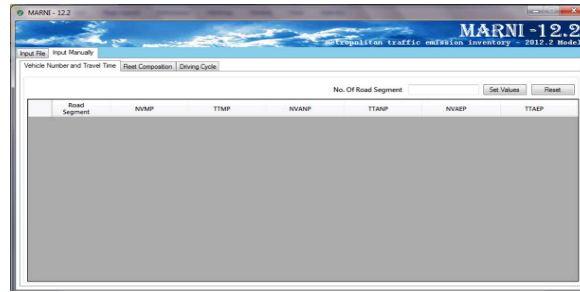 MARNI - 12.2
MARNI -12.2
etropolitan traffic emission inventory - 2012.2 Model
Input File Input Manually
Vehicle Number and Travel Time Fleet Composition Driving Cycle
No. Of Road Segment Set Values Reset
Road Segment NVMP TTMP NVANP TTANP NVAEP TTAEP